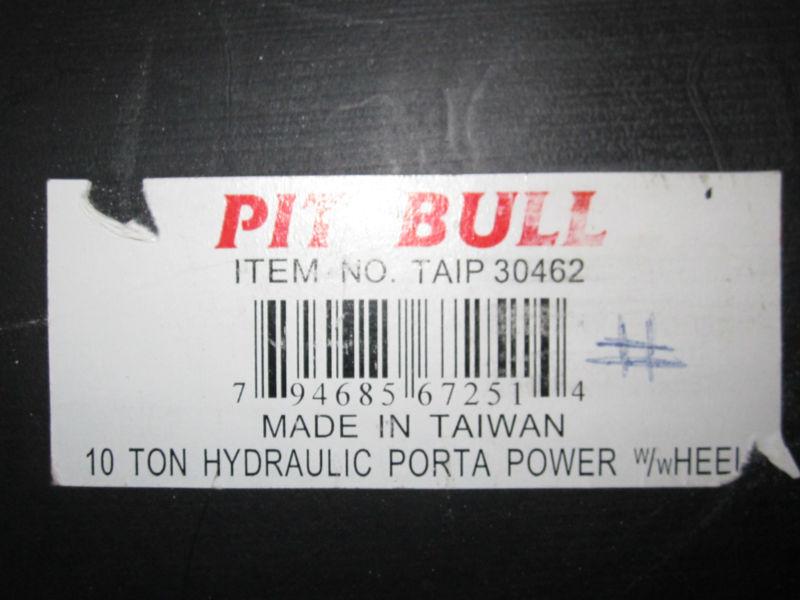 PIT BULL
ITEM NO. TAIP 30462
7 94685 67251 4
MADE IN TAIWAN
10 TON HYDRAULIC PORTA POWER W/WHEEL
#